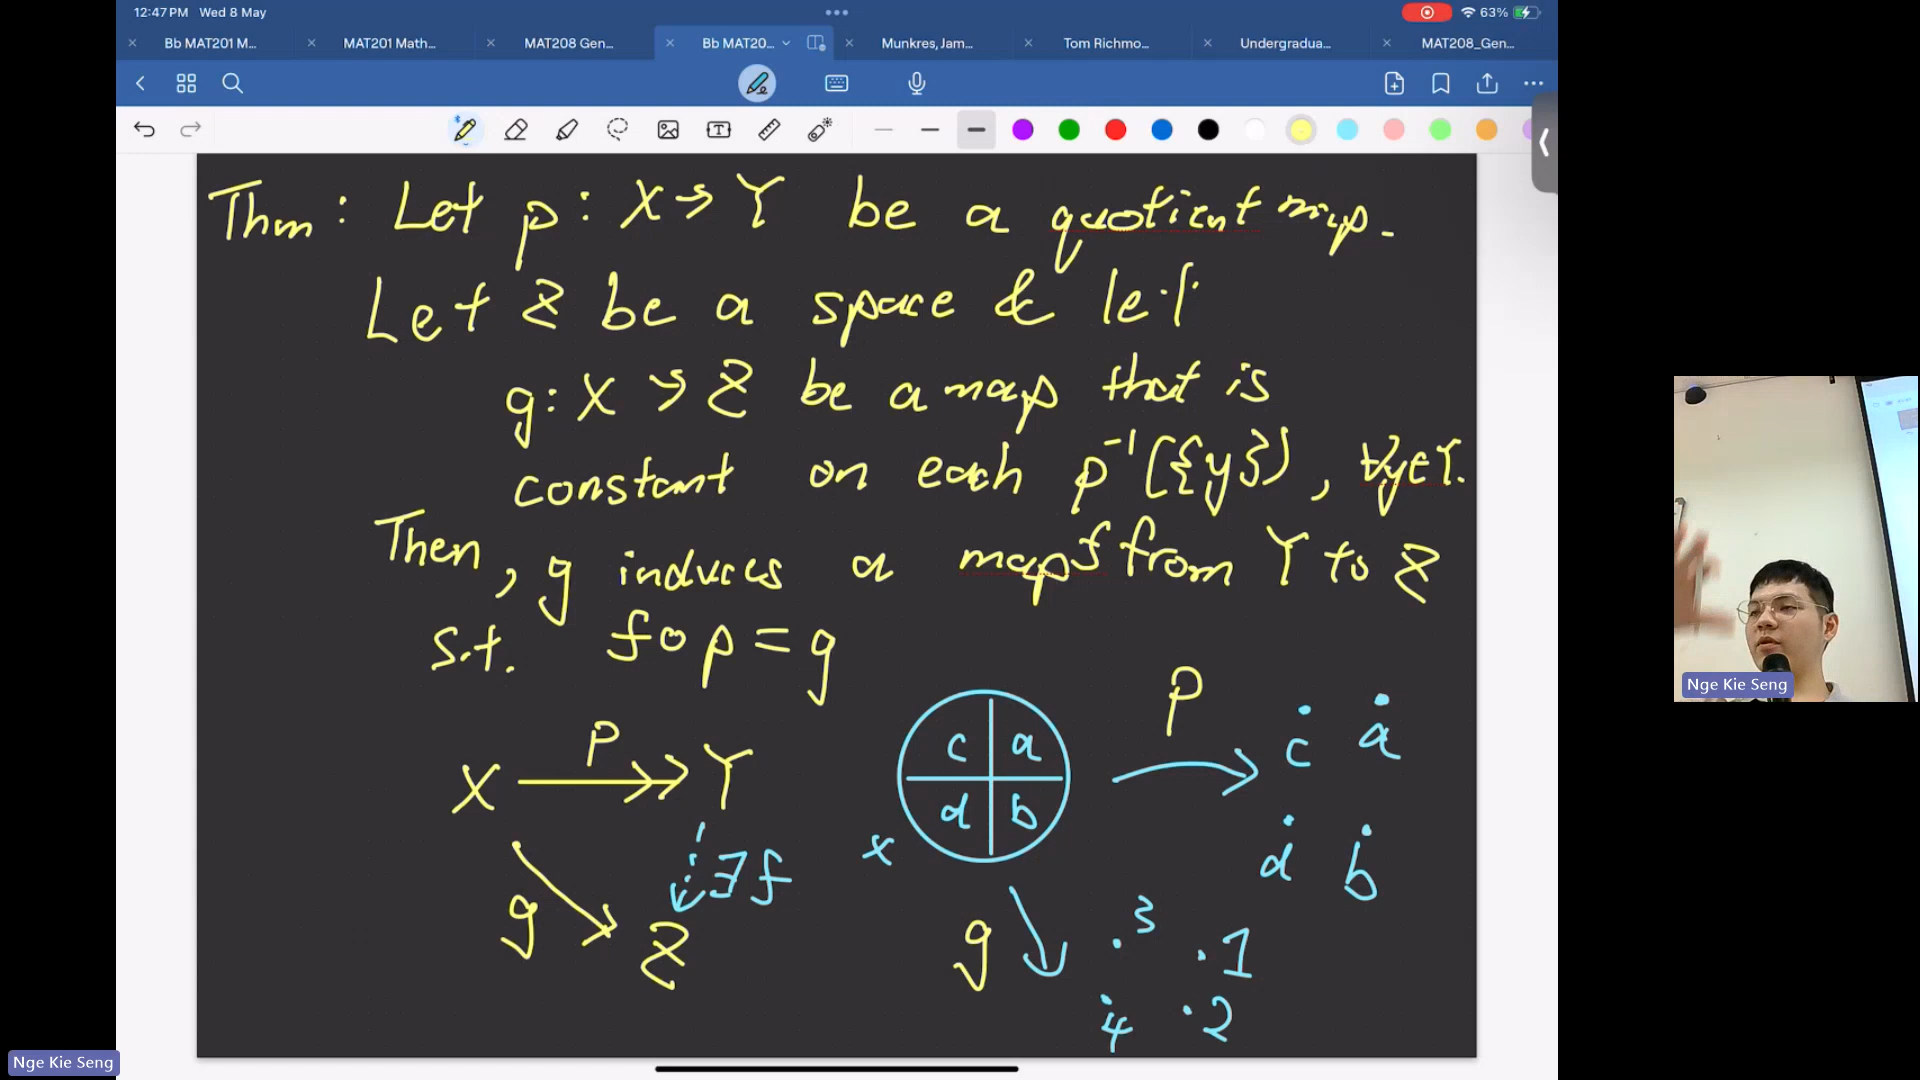 12:47 PM Wed 8 May
63%
Bb MAT201 M...
MAT201 Math...
MAT208 Gen...
Bb MAT20...
Munkres, Jam...
Tom Richmo...
Undergradua...
MAT208_Gen...
Thm : Let p : X → Y be a quotient map.
Let Z be a space & let
g : X → Z be a map that is
constant on each p⁻¹({y}), ∀y∈Y.
Then, g induces a map f from Y to Z
s.t. f∘p = g
X p Y
∃f
g Z
c a
d b
x
p
c a
d b
g
3
1
4
2
Nge Kie Seng
Nge Kie Seng